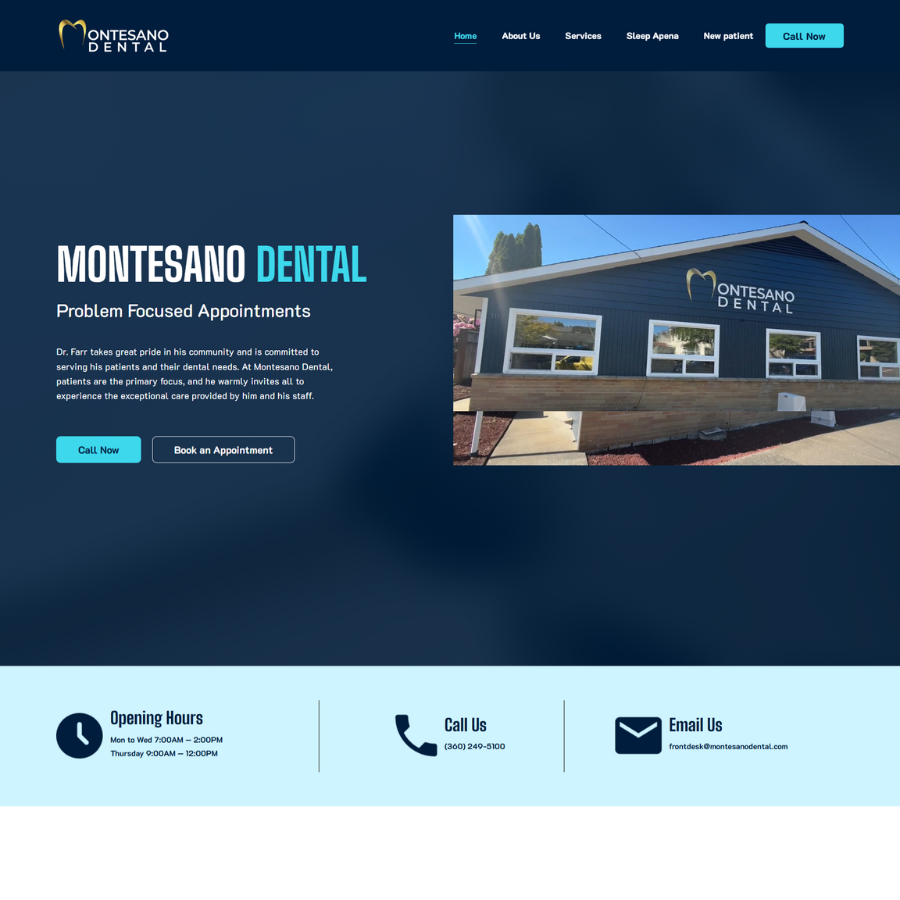 MONTESANO
DENTAL
Home About Us Services Sleep Apena New patient Call Now
MONTESANO DENTAL
Problem Focused Appointments
Dr. Farr takes great pride in his community and is committed to
serving his patients and their dental needs. At Montesano Dental,
patients are the primary focus, and he warmly invites all to
experience the exceptional care provided by him and his staff.
Call Now Book an Appointment
MONTESANO
DENTAL
Opening Hours
Mon to Wed 7:00AM – 2:00PM
Thursday 9:00AM – 12:00PM
Call Us
(360) 249-5100
Email Us
frontdesk@montesanodental.com